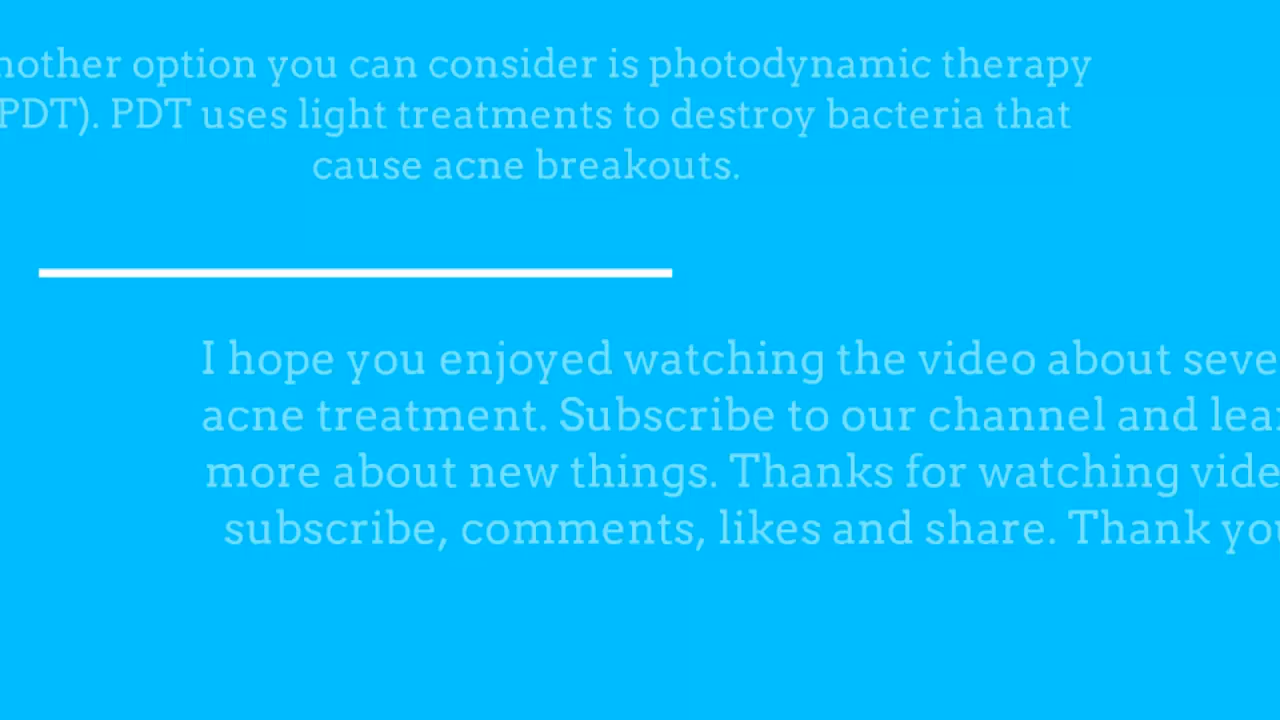 nother option you can consider is photodynamic therapy
PDT). PDT uses light treatments to destroy bacteria that
cause acne breakouts.
I hope you enjoyed watching the video about seve
acne treatment. Subscribe to our channel and lear
more about new things. Thanks for watching vide
subscribe, comments, likes and share. Thank you